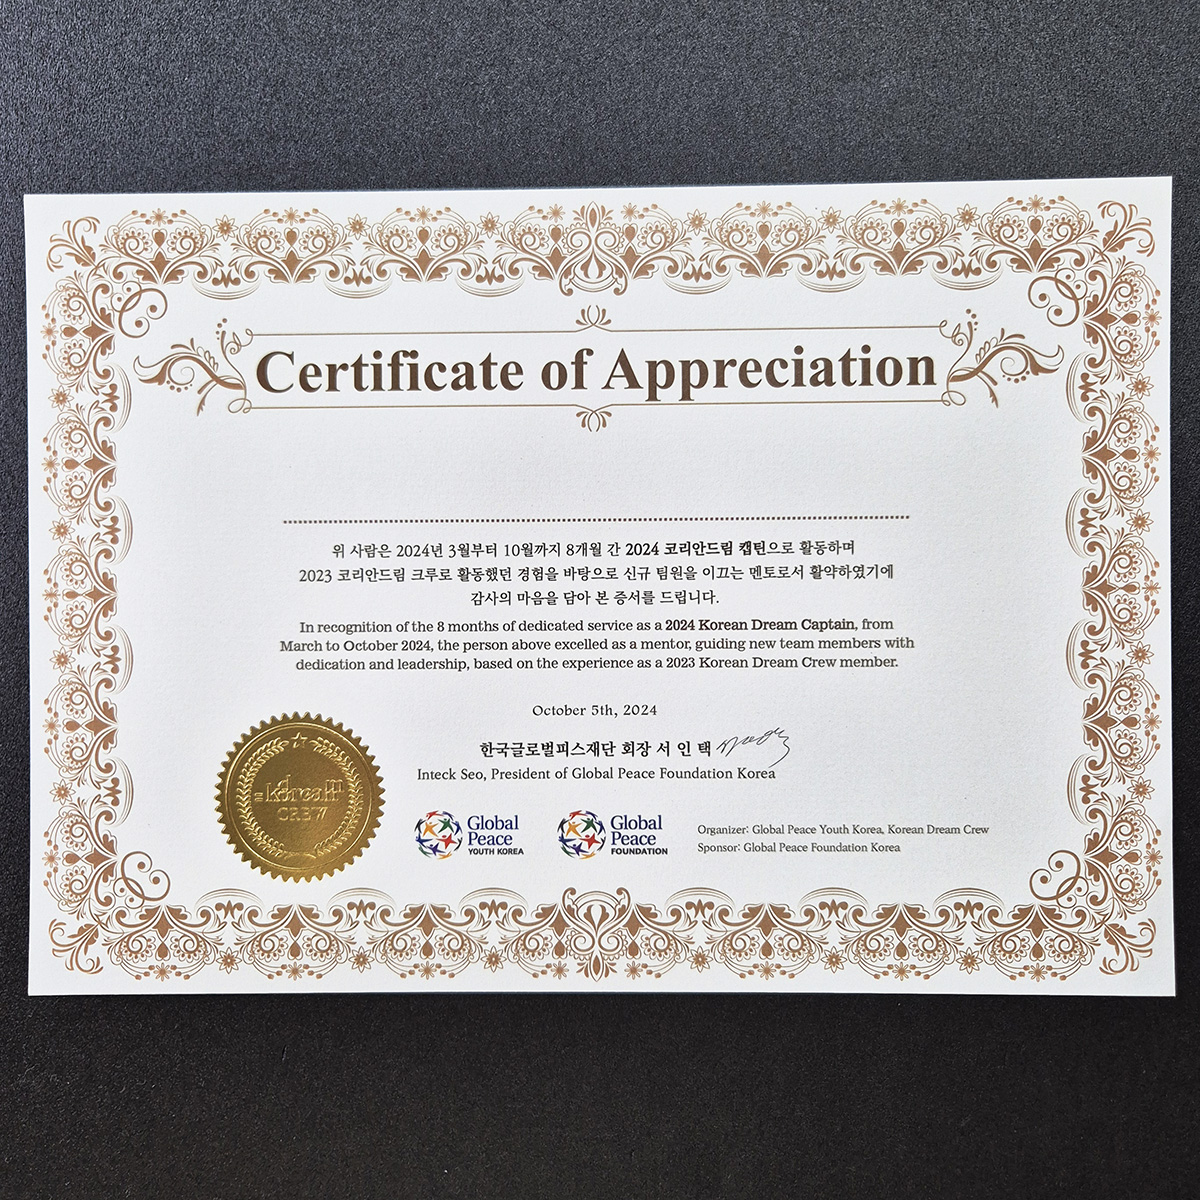 Certificate of Appreciation
위 사람은 2024년 3월부터 10월까지 8개월 간 2024 코리안드림 캡틴으로 활동하며
2023 코리안드림 크루로 활동했던 경험을 바탕으로 신규 팀원을 이끄는 멘토로서 활약하였기에
감사의 마음을 담아 본 증서를 드립니다.
In recognition of the 8 months of dedicated service as a 2024 Korean Dream Captain, from
March to October 2024, the person above excelled as a mentor, guiding new team members with
dedication and leadership, based on the experience as a 2023 Korean Dream Crew member.
October 5th, 2024
한국글로벌피스재단 회장 서 인 택
Inteck Seo, President of Global Peace Foundation Korea
CREW
Global
Peace
YOUTH KOREA
Global
Peace
FOUNDATION
Organizer: Global Peace Youth Korea, Korean Dream Crew
Sponsor: Global Peace Foundation Korea